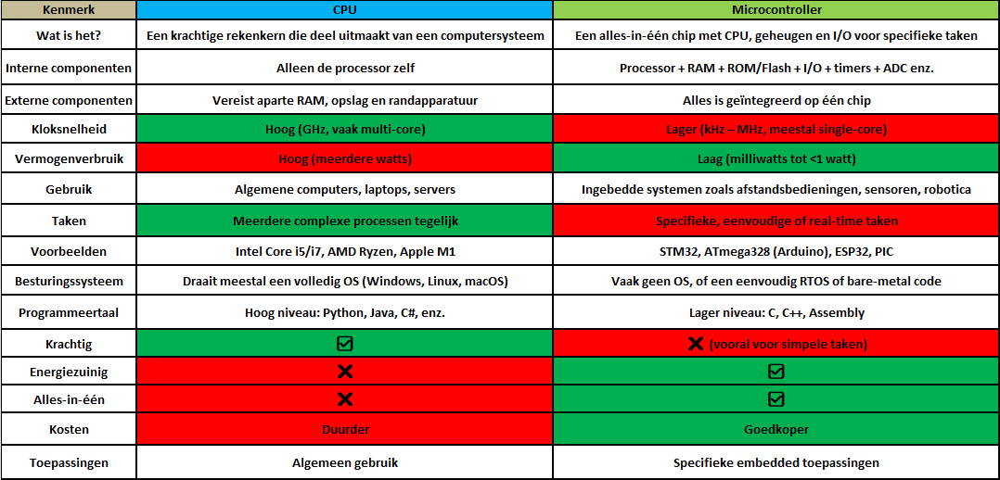 Kenmerk CPU Microcontroller
Wat is het? Een krachtige rekenkern die deel uitmaakt van een computersysteem Een alles-in-één chip met CPU, geheugen en I/O voor specifieke taken
Interne componenten Alleen de processor zelf Processor + RAM + ROM/Flash + I/O + timers + ADC enz.
Externe componenten Vereist aparte RAM, opslag en randapparatuur Alles is geïntegreerd op één chip
Kloksnelheid Hoog (GHz, vaak multi-core) Lager (kHz – MHz, meestal single-core)
Vermogenverbruik Hoog (meerdere watts) Laag (milliwatts tot <1 watt)
Gebruik Algemene computers, laptops, servers Ingebedde systemen zoals afstandsbedieningen, sensoren, robotica
Taken Meerdere complexe processen tegelijk Specifieke, eenvoudige of real-time taken
Voorbeelden Intel Core i5/i7, AMD Ryzen, Apple M1 STM32, ATmega328 (Arduino), ESP32, PIC
Besturingssysteem Draait meestal een volledig OS (Windows, Linux, macOS) Vaak geen OS, of een eenvoudig RTOS of bare-metal code
Programmeertaal Hoog niveau: Python, Java, C#, enz. Lager niveau: C, C++, Assembly
Krachtig ☑ ✖ (vooral voor simpele taken)
Energiezuinig ✖ ☑
Alles-in-één ✖ ☑
Kosten Duurder Goedkoper
Toepassingen Algemeen gebruik Specifieke embedded toepassingen